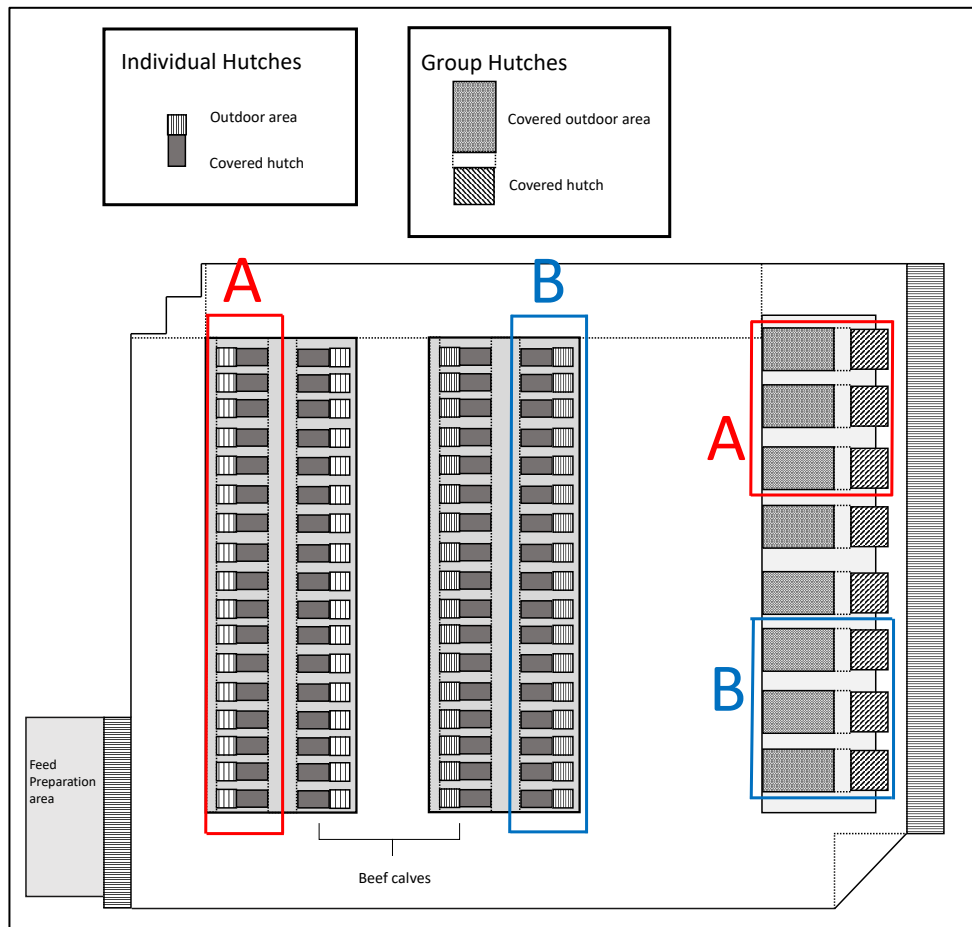 Individual Hutches
Outdoor area
Covered hutch
Group Hutches
Covered outdoor area
Covered hutch
A
B
A
B
Feed
Preparation
area
Beef calves